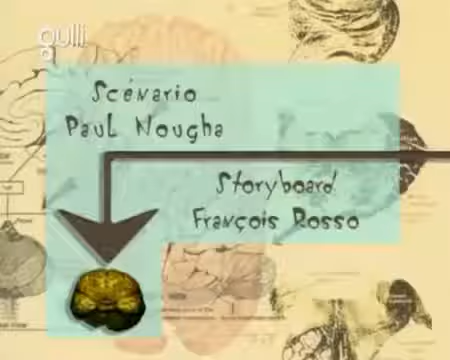 gulli
Scénario
Paul Nougha
Storyboard
François Rosso